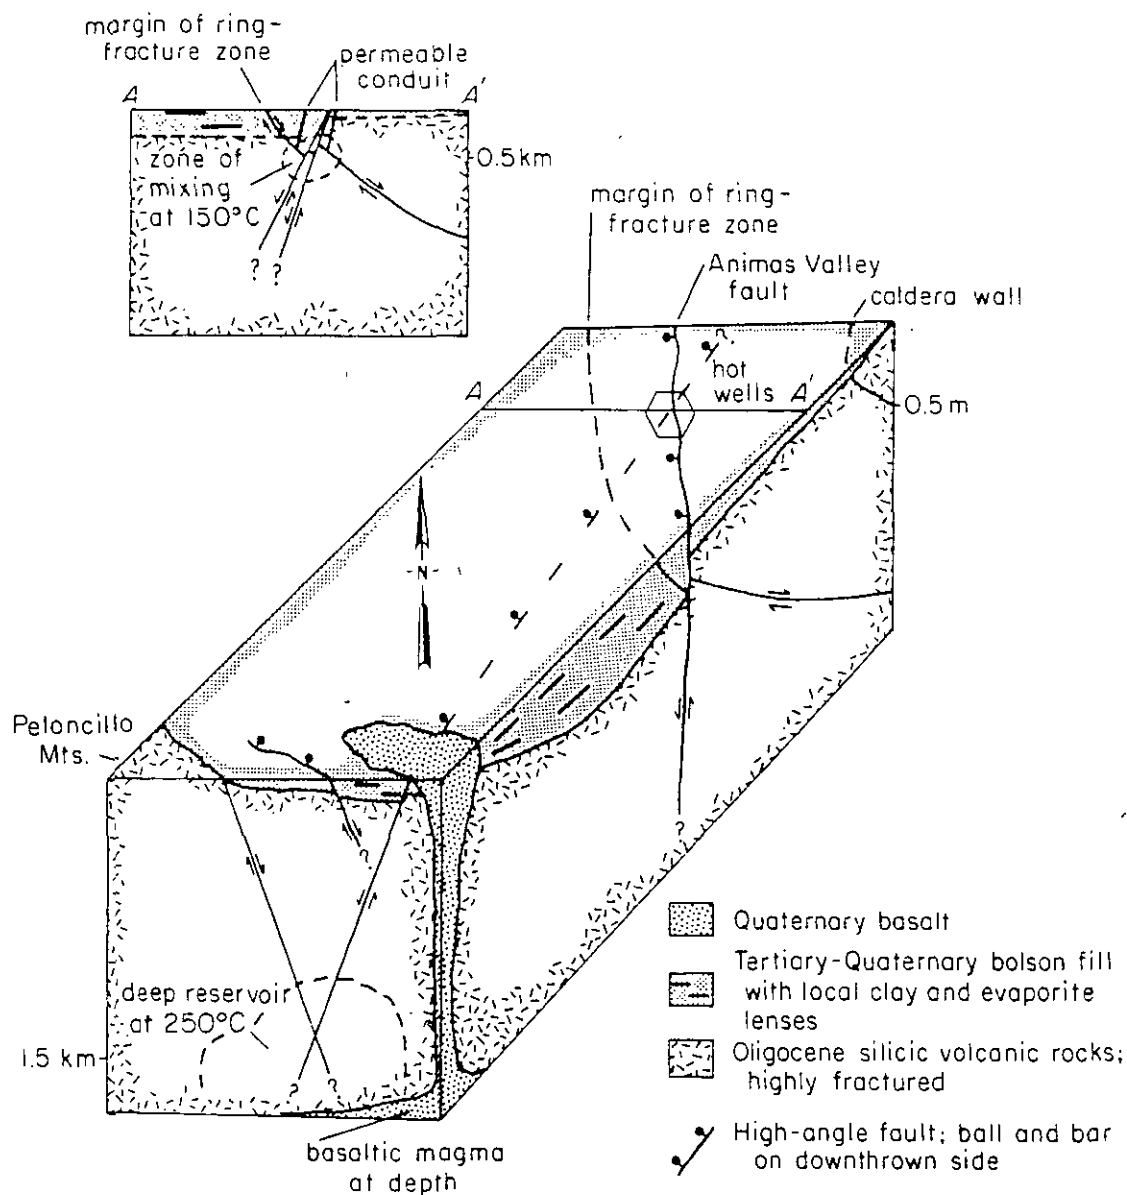 margin of ring-
fracture zone
permeable
conduit
A
A'
zone of
mixing
at 150°C
0.5 km
? ?
margin of ring-
fracture zone
Animas Valley
fault
caldera wall
?
hot
wells
A
A'
0.5 m
N
Peloncillo
Mts.
?
?
deep reservoir
at 250°C
1.5 km
? ?
basaltic magma
at depth
Quaternary basalt
Tertiary-Quaternary bolson fill
with local clay and evaporite
lenses
Oligocene silicic volcanic rocks;
highly fractured
High-angle fault; ball and bar
on downthrown side